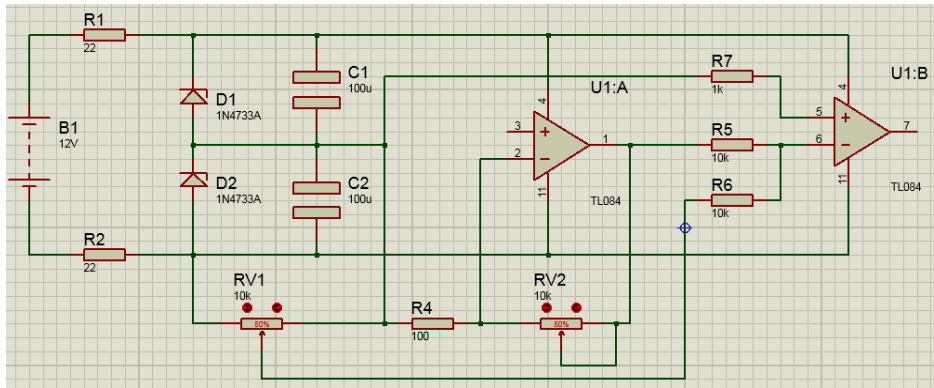 R1
22
B1
12V
D1
1N4733A
D2
1N4733A
C1
100u
C2
100u
R2
22
RV1
10k
50%
R4
100
RV2
10k
50%
U1:A
3
2
4
11
1
TL084
R7
1k
R5
10k
R6
10k
U1:B
5
6
4
11
7
TL084